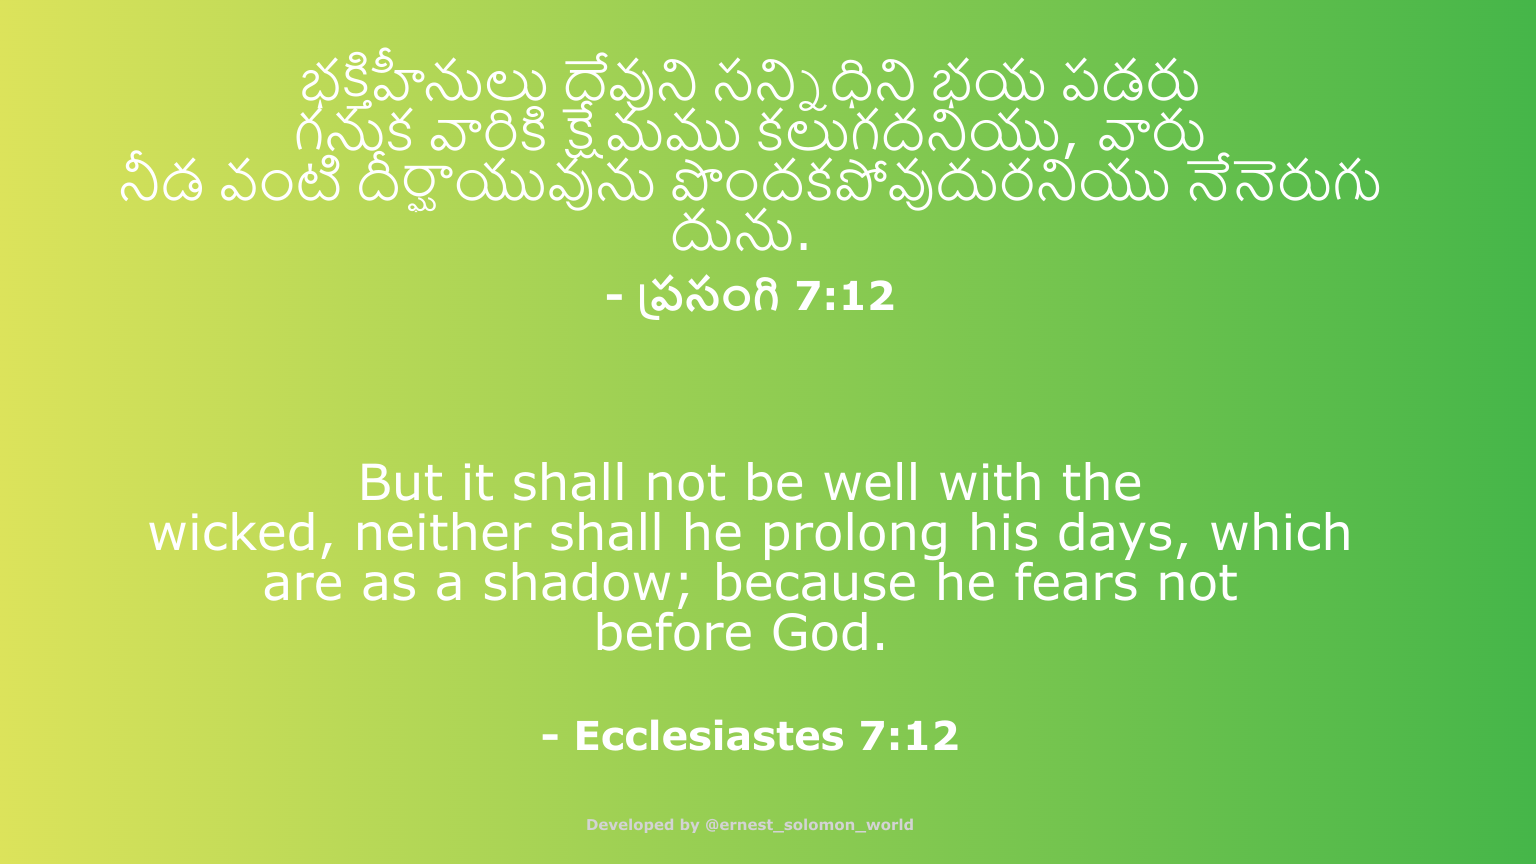 భక్తిహీనులు దేవుని సన్నిధిని భయ పడరు
గనుక వారికి క్షేమము కలుగదనియు, వారు
నీడ వంటి దీర్ఘాయువును పొందకపోవుదురనియు నేనెరుగు
దును.
- ప్రసంగి 7:12
But it shall not be well with the
wicked, neither shall he prolong his days, which
are as a shadow; because he fears not
before God.
- Ecclesiastes 7:12
Developed by @ernest_solomon_world